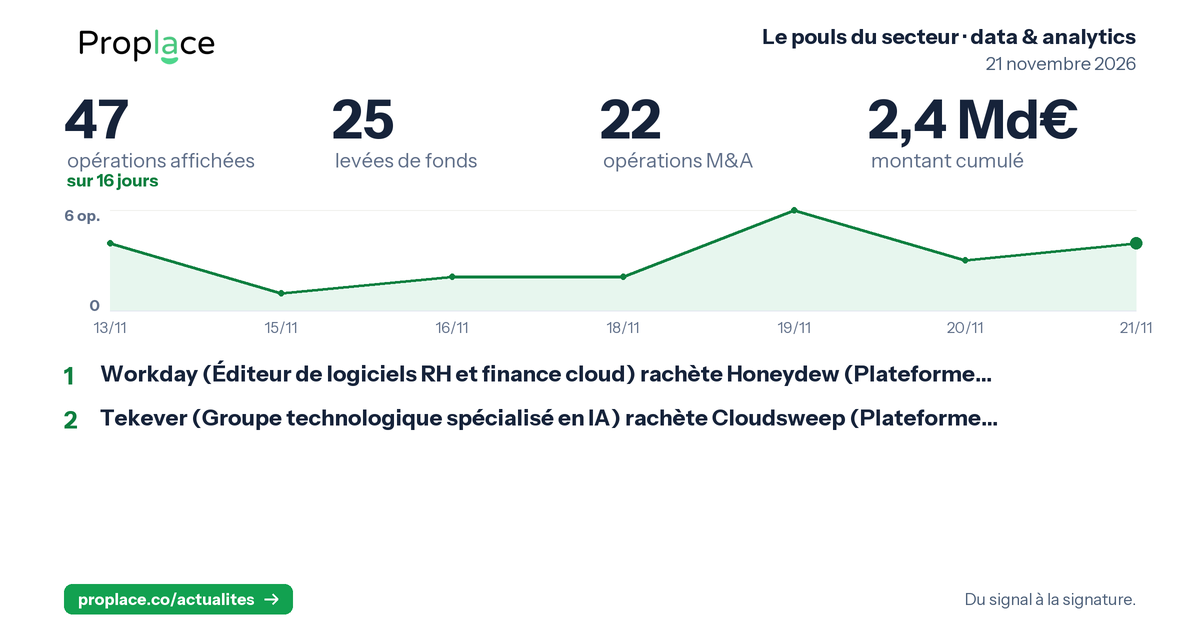 Proplace
Le pouls du secteur · data & analytics
21 novembre 2026
47
opérations affichées
sur 16 jours
25
levées de fonds
22
opérations M&A
2,4 Md€
montant cumulé
6 op.
0
13/11 15/11 16/11 18/11 19/11 20/11 21/11
1 Workday (Éditeur de logiciels RH et finance cloud) rachète Honeydew (Plateforme...
2 Tekever (Groupe technologique spécialisé en IA) rachète Cloudsweep (Plateforme...
proplace.co/actualites →
Du signal à la signature.